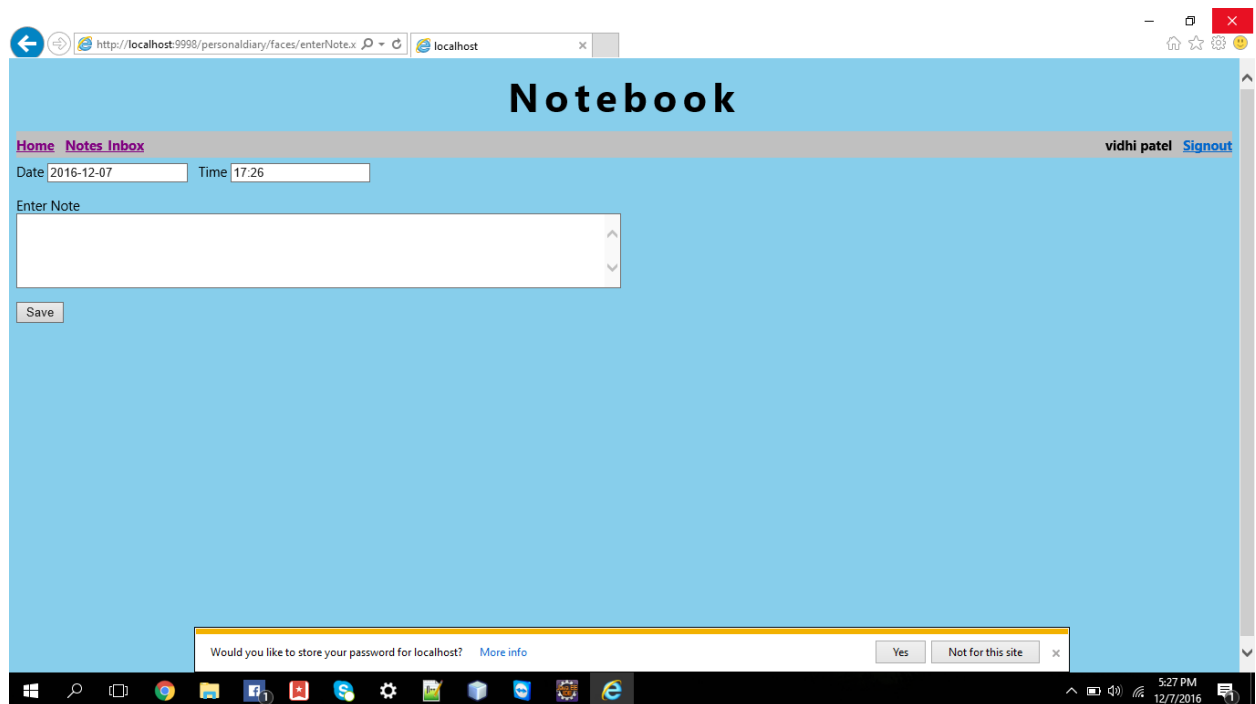 http://localhost:9998/personaldiary/faces/enterNote.x
localhost
Notebook
Home Notes Inbox vidhi patel Signout
Date 2016-12-07 Time 17:26
Enter Note
Save
Would you like to store your password for localhost? More info Yes Not for this site
5:27 PM
12/7/2016